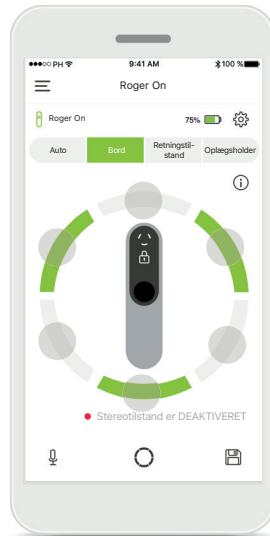 ●●●○○ PH 9:41 AM 100 %
Roger On
Roger On 75%
Auto Bord Retningstil-
stand Oplægsholder
Stereotilstand er DEAKTIVERET